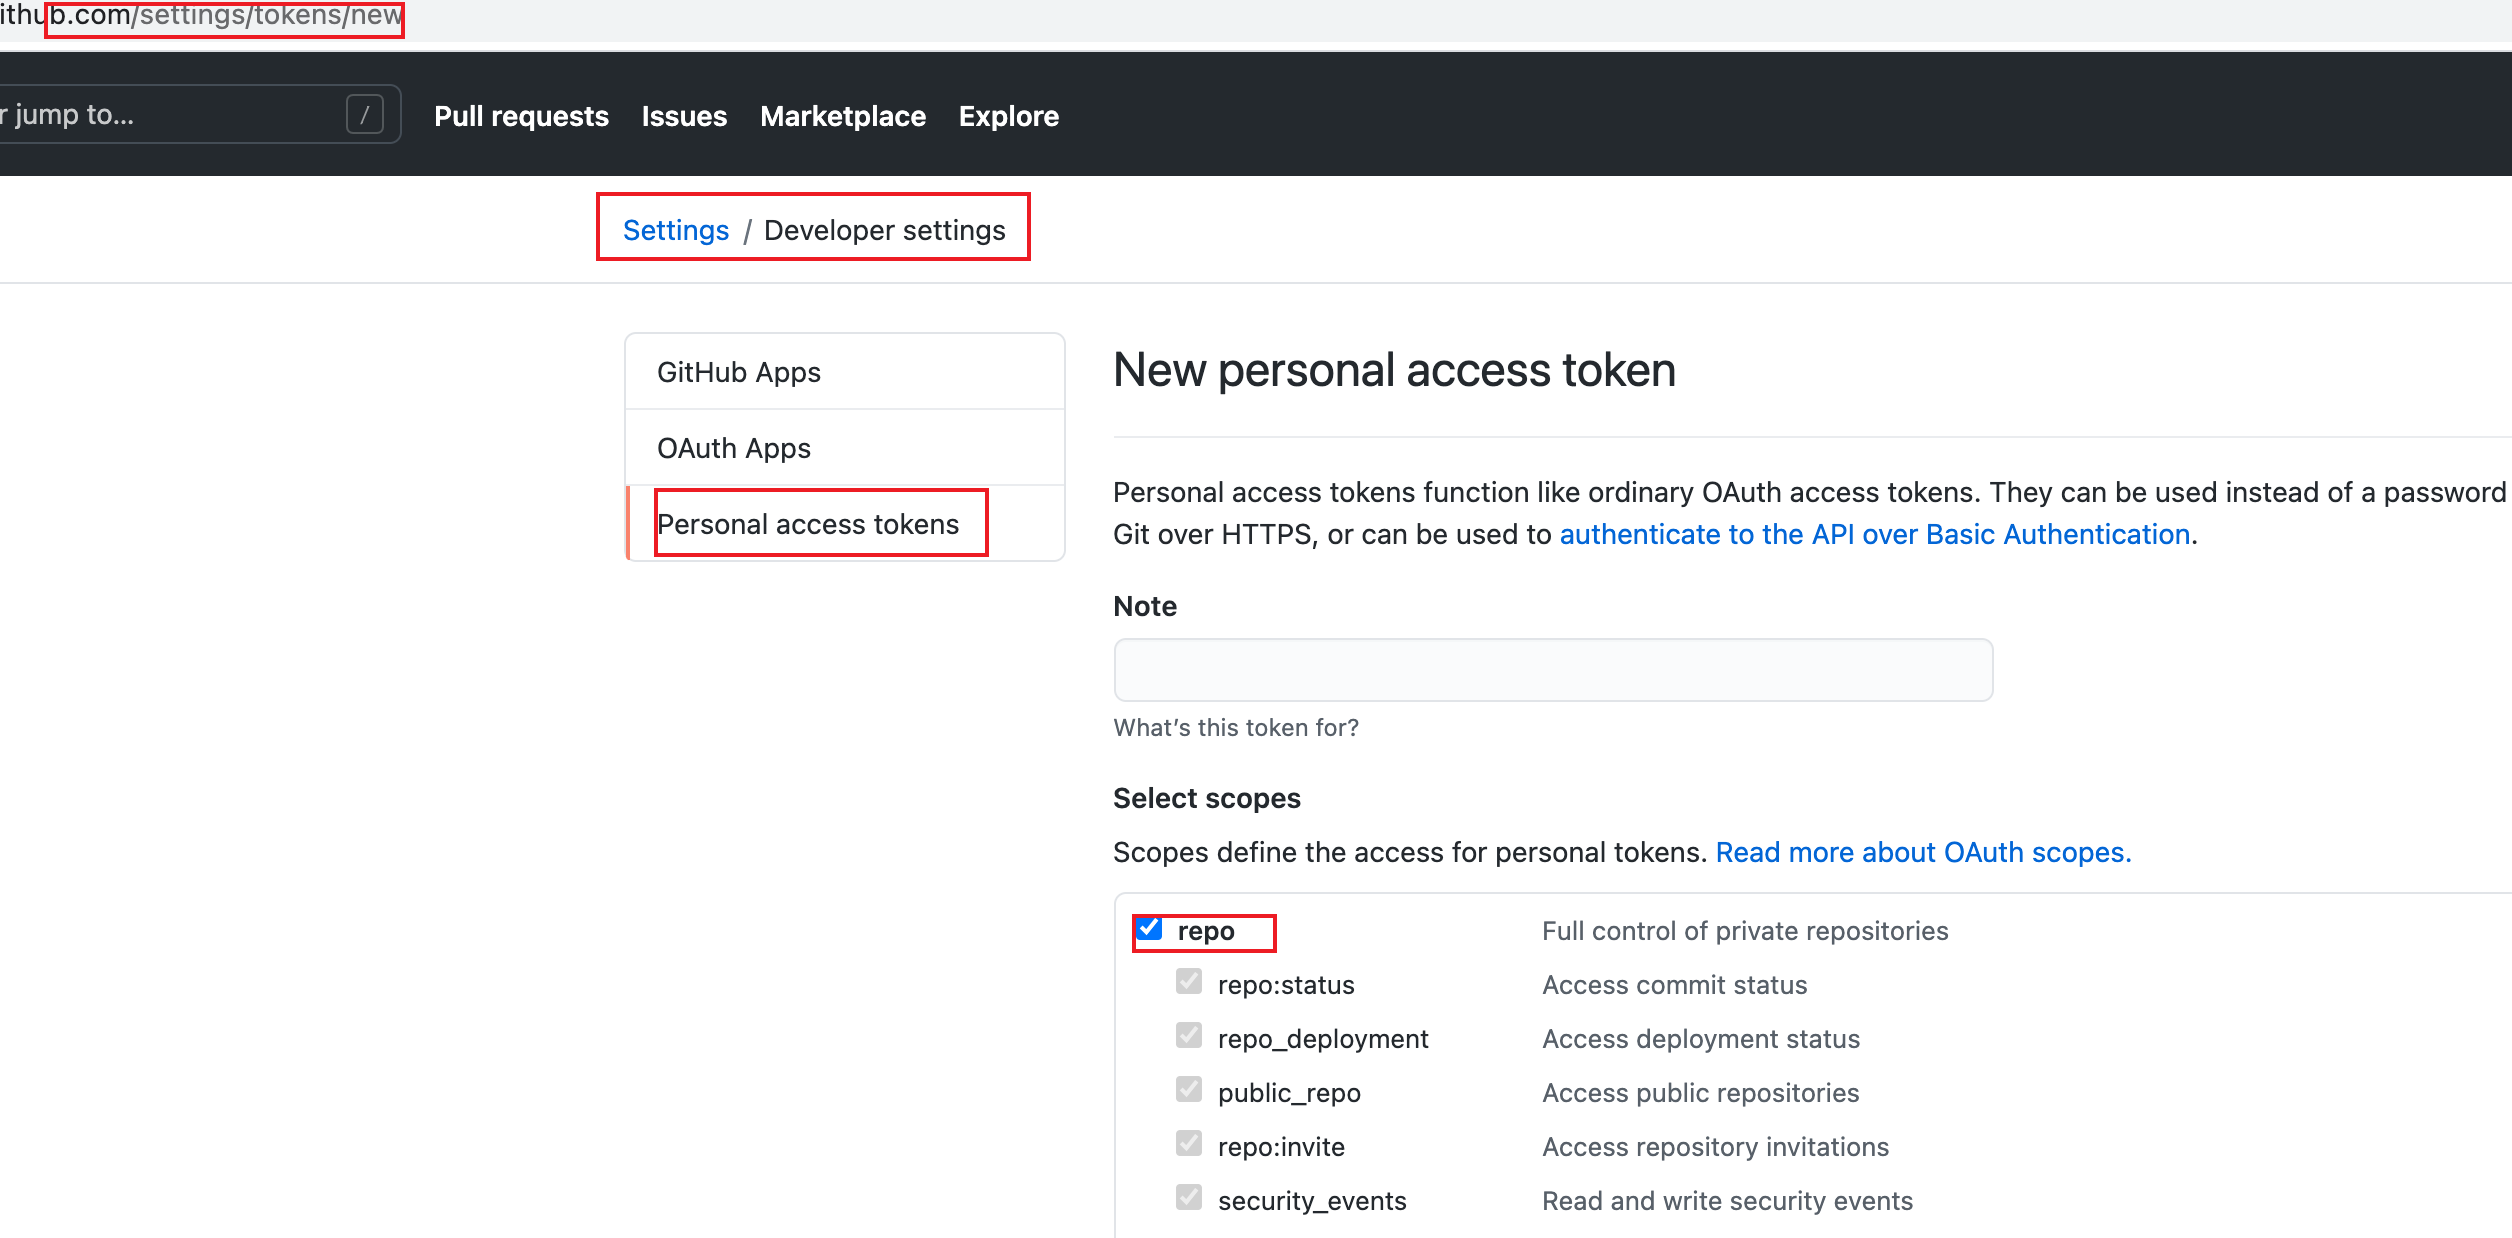 ithub.com/settings/tokens/new
r jump to... /
Pull requests Issues Marketplace Explore
Settings / Developer settings
GitHub Apps
OAuth Apps
Personal access tokens
New personal access token
Personal access tokens function like ordinary OAuth access tokens. They can be used instead of a password
Git over HTTPS, or can be used to authenticate to the API over Basic Authentication.
Note
What's this token for?
Select scopes
Scopes define the access for personal tokens. Read more about OAuth scopes.
repo Full control of private repositories
repo:status Access commit status
repo_deployment Access deployment status
public_repo Access public repositories
repo:invite Access repository invitations
security_events Read and write security events